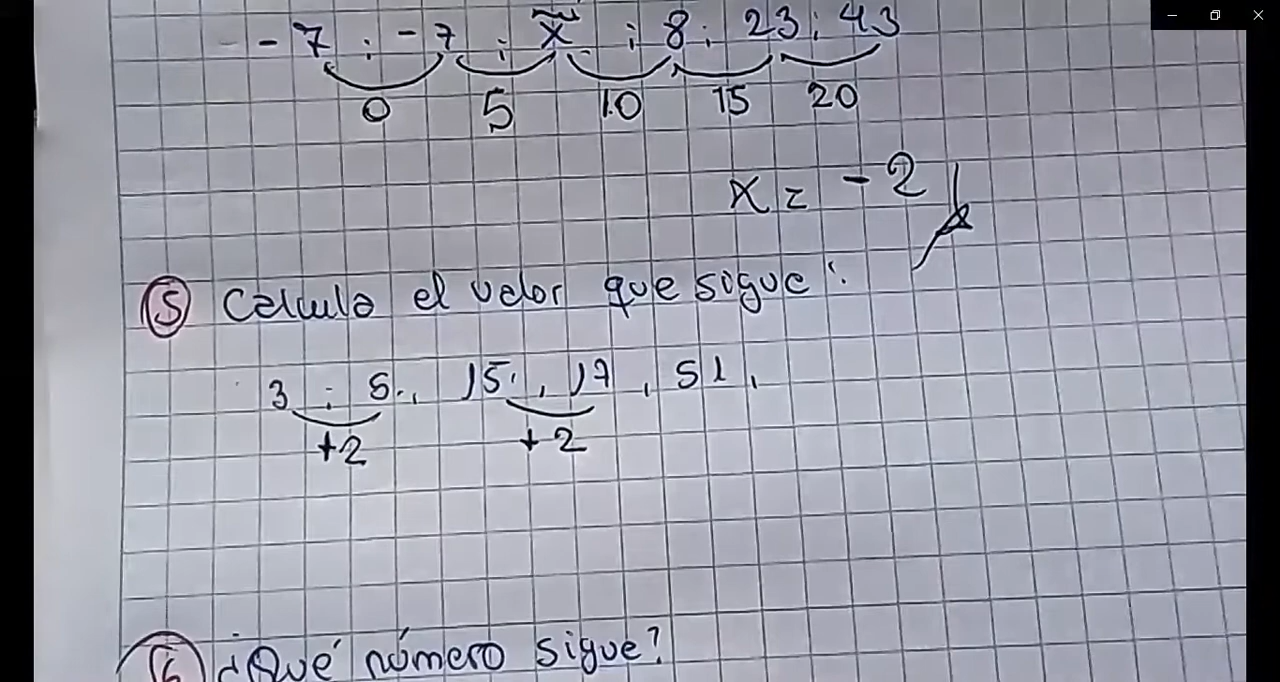 -7 ; -7 ; x ; 8 ; 23 ; 43
0 5 10 15 20
x = -2
5 Calcula el valor que sigue:
3 ; 5 , 15 , 17 , 51 ,
+2 +2
6 ¿Qué número sigue?